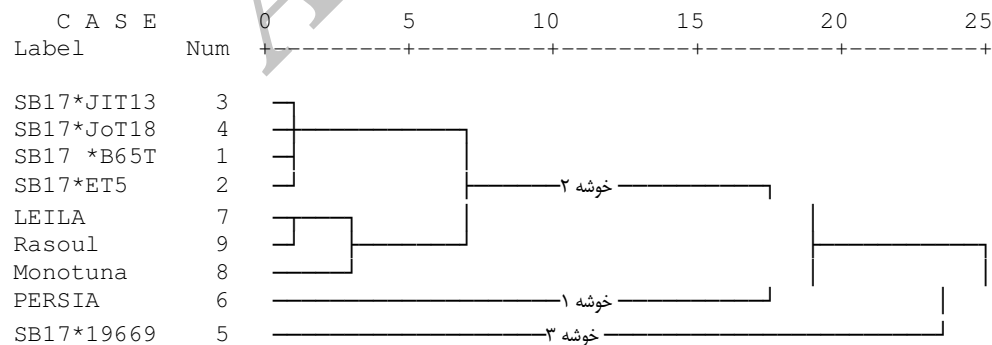 C A S E 0 5 10 15 20 25
Label Num
SB17*JIT13 3
SB17*JoT18 4
SB17 *B65T 1
SB17*ET5 2 خوشه ۲
LEILA 7
Rasoul 9
Monotuna 8
PERSIA 6 خوشه ۱
SB17*19669 5 خوشه ۳